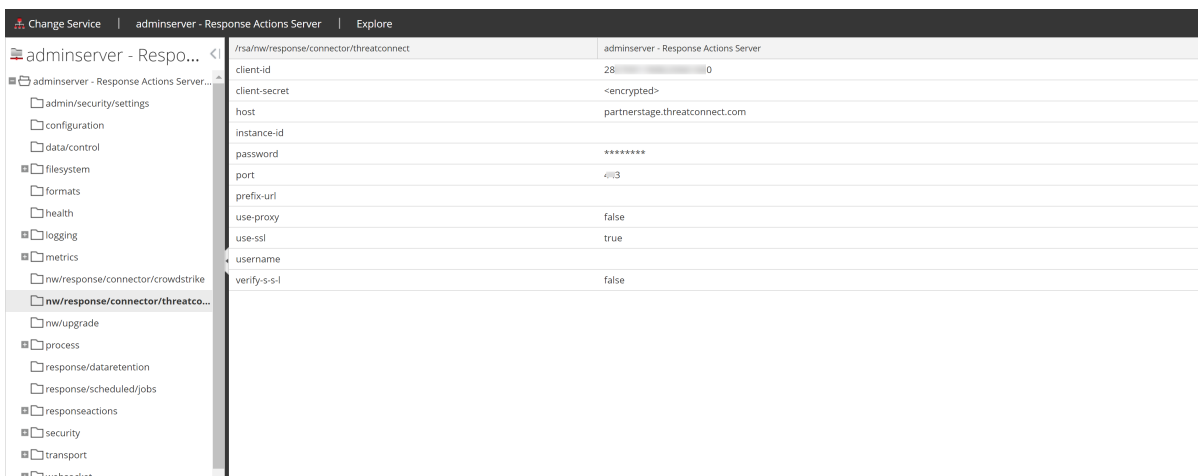 Change Service | adminserver - Response Actions Server | Explore
adminserver - Respo...
adminserver - Response Actions Server...
admin/security/settings
configuration
data/control
filesystem
formats
health
logging
metrics
nw/response/connector/crowdstrike
nw/response/connector/threatco...
nw/upgrade
process
response/dataretention
response/scheduled/jobs
responseactions
security
transport
websocket
/rsa/nw/response/connector/threatconnect adminserver - Response Actions Server
client-id 28 0
client-secret <encrypted>
host partnerstage.threatconnect.com
instance-id
password ********
port 3
prefix-url
use-proxy false
use-ssl true
username
verify-s-s-l false